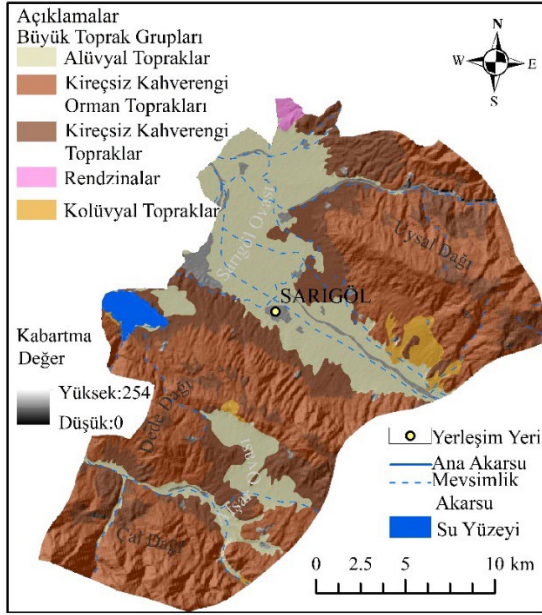 Açıklamalar
Büyük Toprak Grupları
Alüvyal Topraklar
Kireçsiz Kahverengi
Orman Toprakları
Kireçsiz Kahverengi
Topraklar
Rendzinalar
Kolüvyal Topraklar
N
W E
S
Sarıgöl Ovası
Uysal Dağı
SARIGÖL
Kabartma
Değer
Yüksek:254
Düşük:0
Dede Dağı
Çal Dağı
Yerleşim Yeri
Ana Akarsu
Mevsimlik
Akarsu
Su Yüzeyi
0 2.5 5 10 km